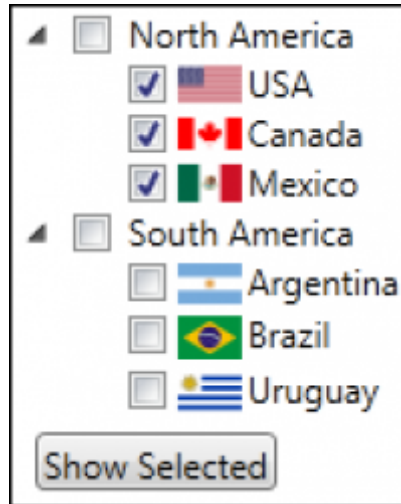 North America
USA
Canada
Mexico
South America
Argentina
Brazil
Uruguay
Show Selected